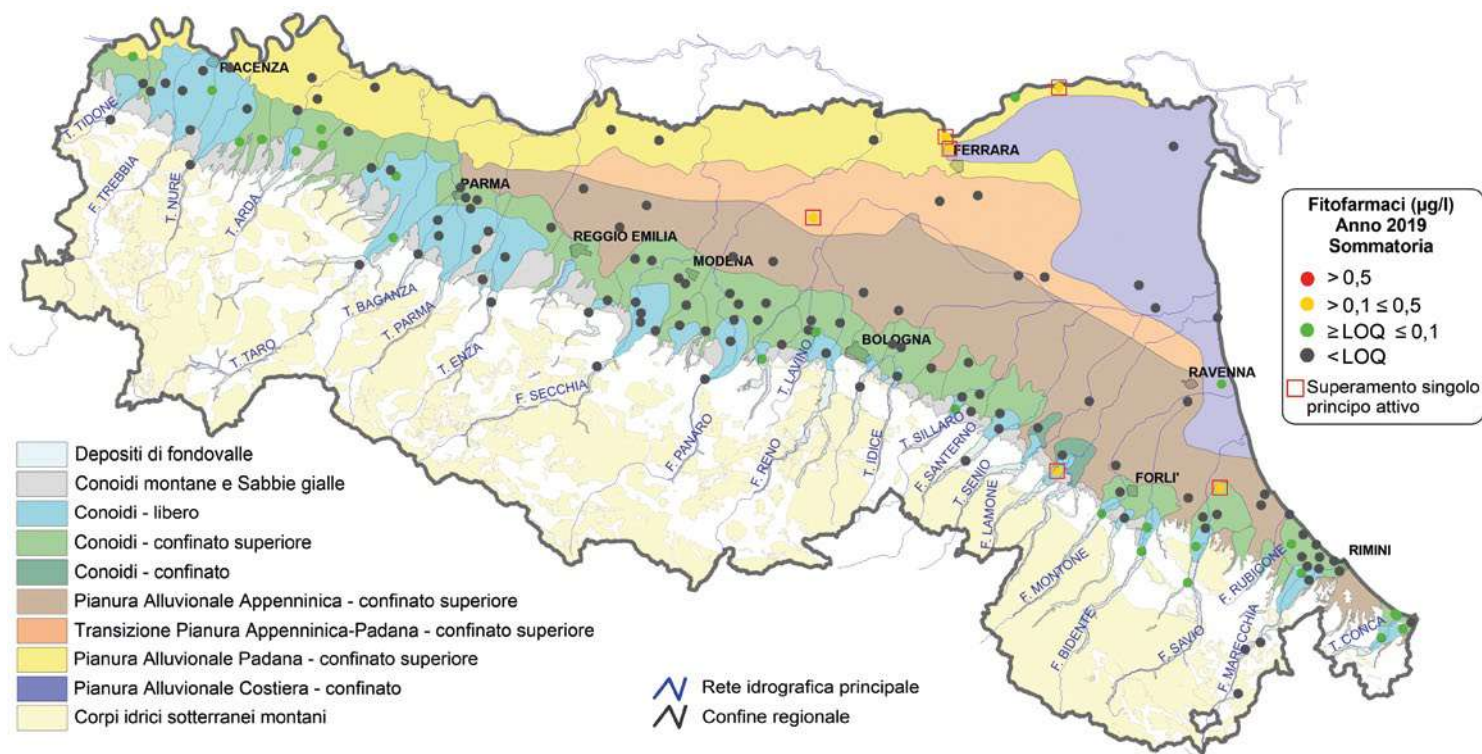 PIACENZA
T. TIDONE
F. TREBBIA
T. NURE
T. ARDA
PARMA
FERRARA
REGGIO EMILIA
MODENA
T. BAGANZA
T. PARMA
T. TARO
T. ENZA
F. SECCHIA
BOLOGNA
T. LAVINO
F. PANARO
F. RENO
T. IDICE
T. SILLARO
F. SANTERNO
T. SENIO
F. LAMONE
RAVENNA
FORLI'
F. MONTONE
F. BIDENTE
F. SAVIO
F. RUBICONE
F. MARECCHIA
RIMINI
T. CONCA
Fitofarmaci (µg/l)
Anno 2019
Sommatoria
> 0,5
> 0,1 ≤ 0,5
≥LOQ ≤ 0,1
<LOQ
Superamento singolo
principo attivo
Depositi di fondovalle
Conoidi montane e Sabbie gialle
Conoidi - libero
Conoidi - confinato superiore
Conoidi - confinato
Pianura Alluvionale Appenninica - confinato superiore
Transizione Pianura Appenninica-Padana - confinato superiore
Pianura Alluvionale Padana - confinato superiore
Pianura Alluvionale Costiera - confinato
Corpi idrici sotterranei montani
Rete idrografica principale
Confine regionale